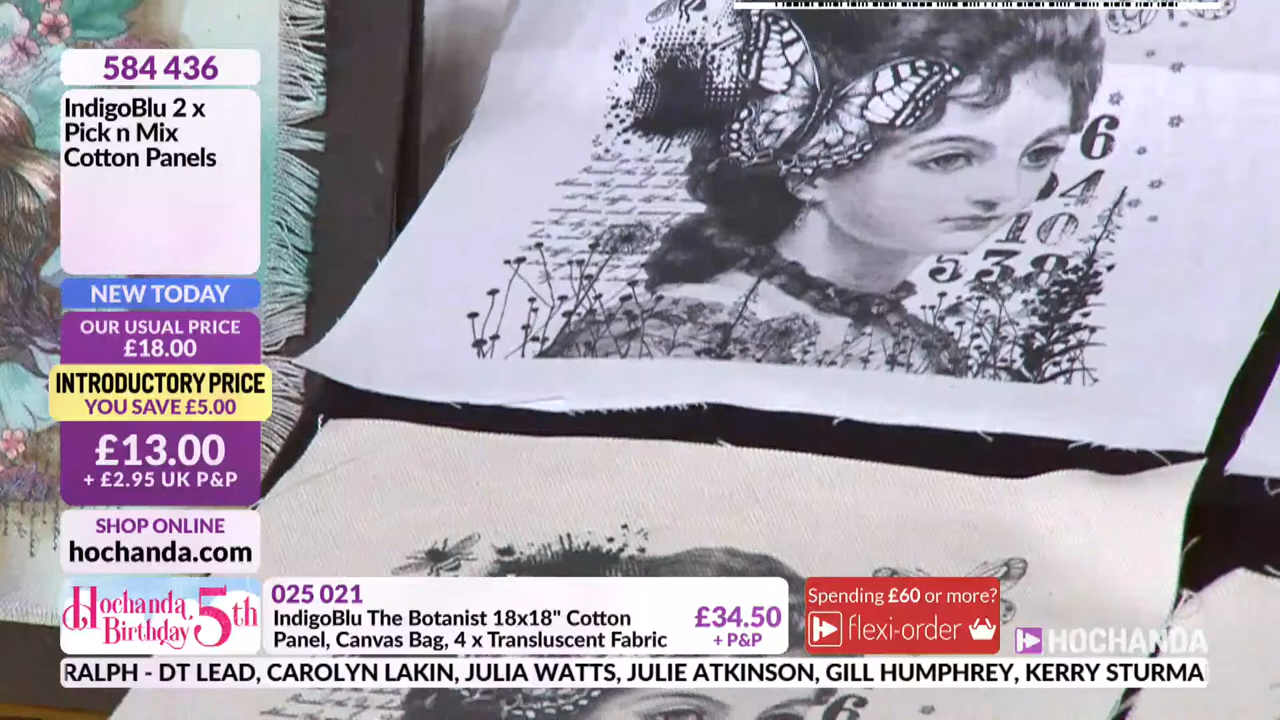 584 436
IndigoBlu 2 x
Pick n Mix
Cotton Panels
NEW TODAY
OUR USUAL PRICE
£18.00
INTRODUCTORY PRICE
YOU SAVE £5.00
£13.00
+ £2.95 UK P&P
SHOP ONLINE
hochanda.com
Hochanda
Birthday
5th
025 021
IndigoBlu The Botanist 18x18" Cotton
Panel, Canvas Bag, 4 x Transluscent Fabric
£34.50
+ P&P
Spending £60 or more?
flexi-order
HOCHANDA
RALPH - DT LEAD, CAROLYN LAKIN, JULIA WATTS, JULIE ATKINSON, GILL HUMPHREY, KERRY STURMA
6
10
6